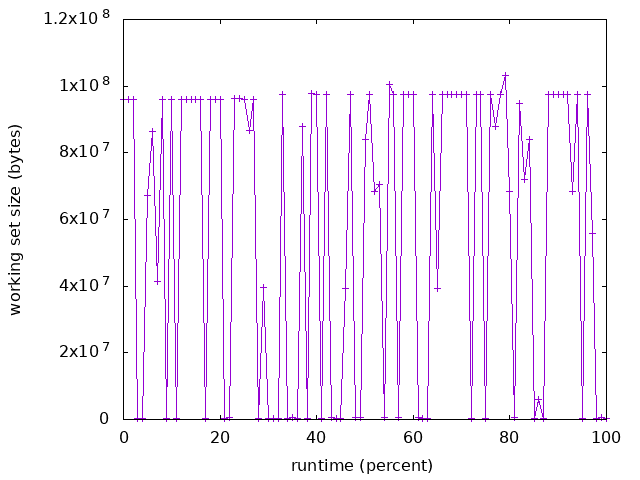 1.2x10^8
1x10^8
8x10^7
6x10^7
4x10^7
2x10^7
0
working set size (bytes)
0 20 40 60 80 100
runtime (percent)